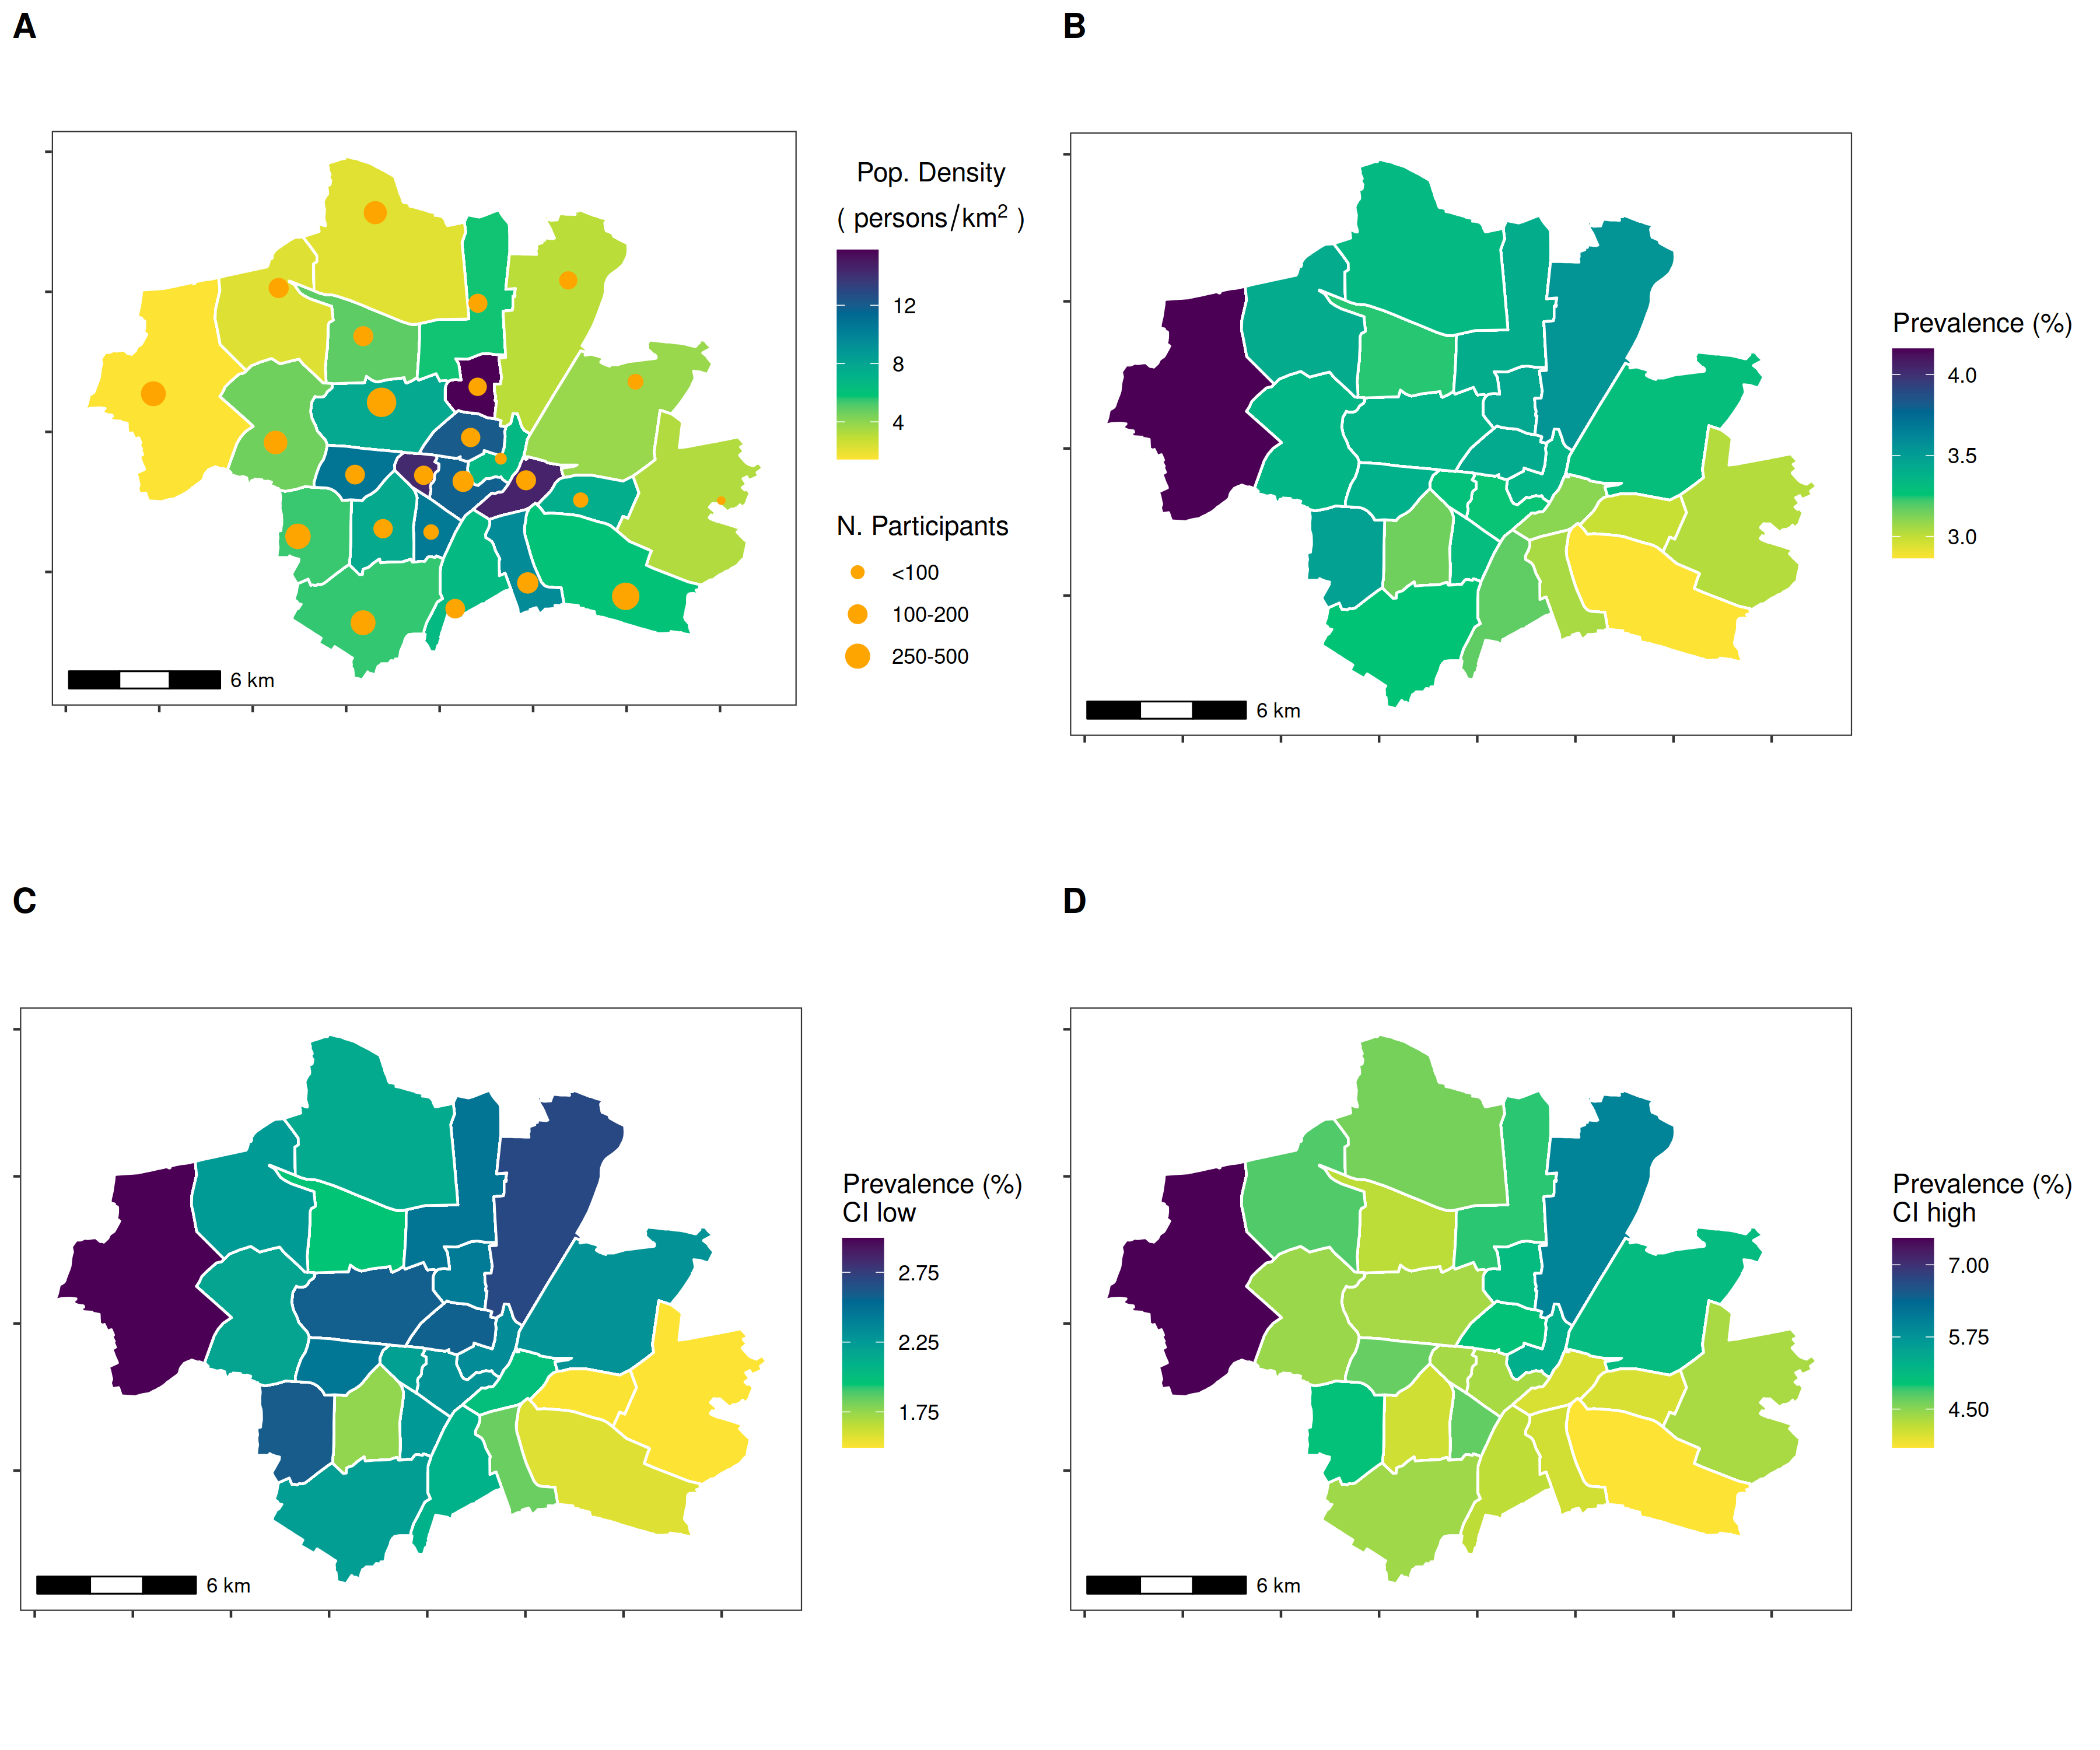 A
Pop. Density
( persons/km² )
12
8
4
N. Participants
<100
100-200
250-500
6 km
B
Prevalence (%)
4.0
3.5
3.0
6 km
C
Prevalence (%)
CI low
2.75
2.25
1.75
6 km
D
Prevalence (%)
CI high
7.00
5.75
4.50
6 km